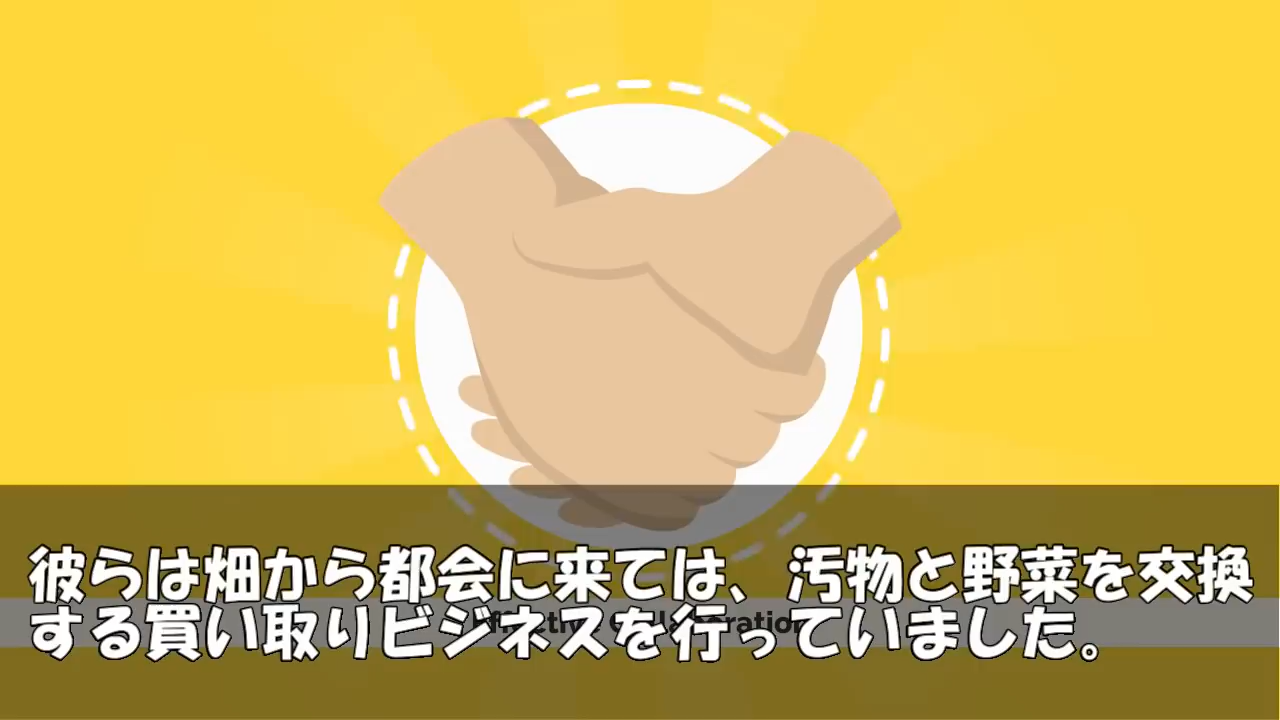 彼らは畑から都会に来ては、汚物と野菜を交換
する買い取りビジネスを行っていました。
Effective Collaboration